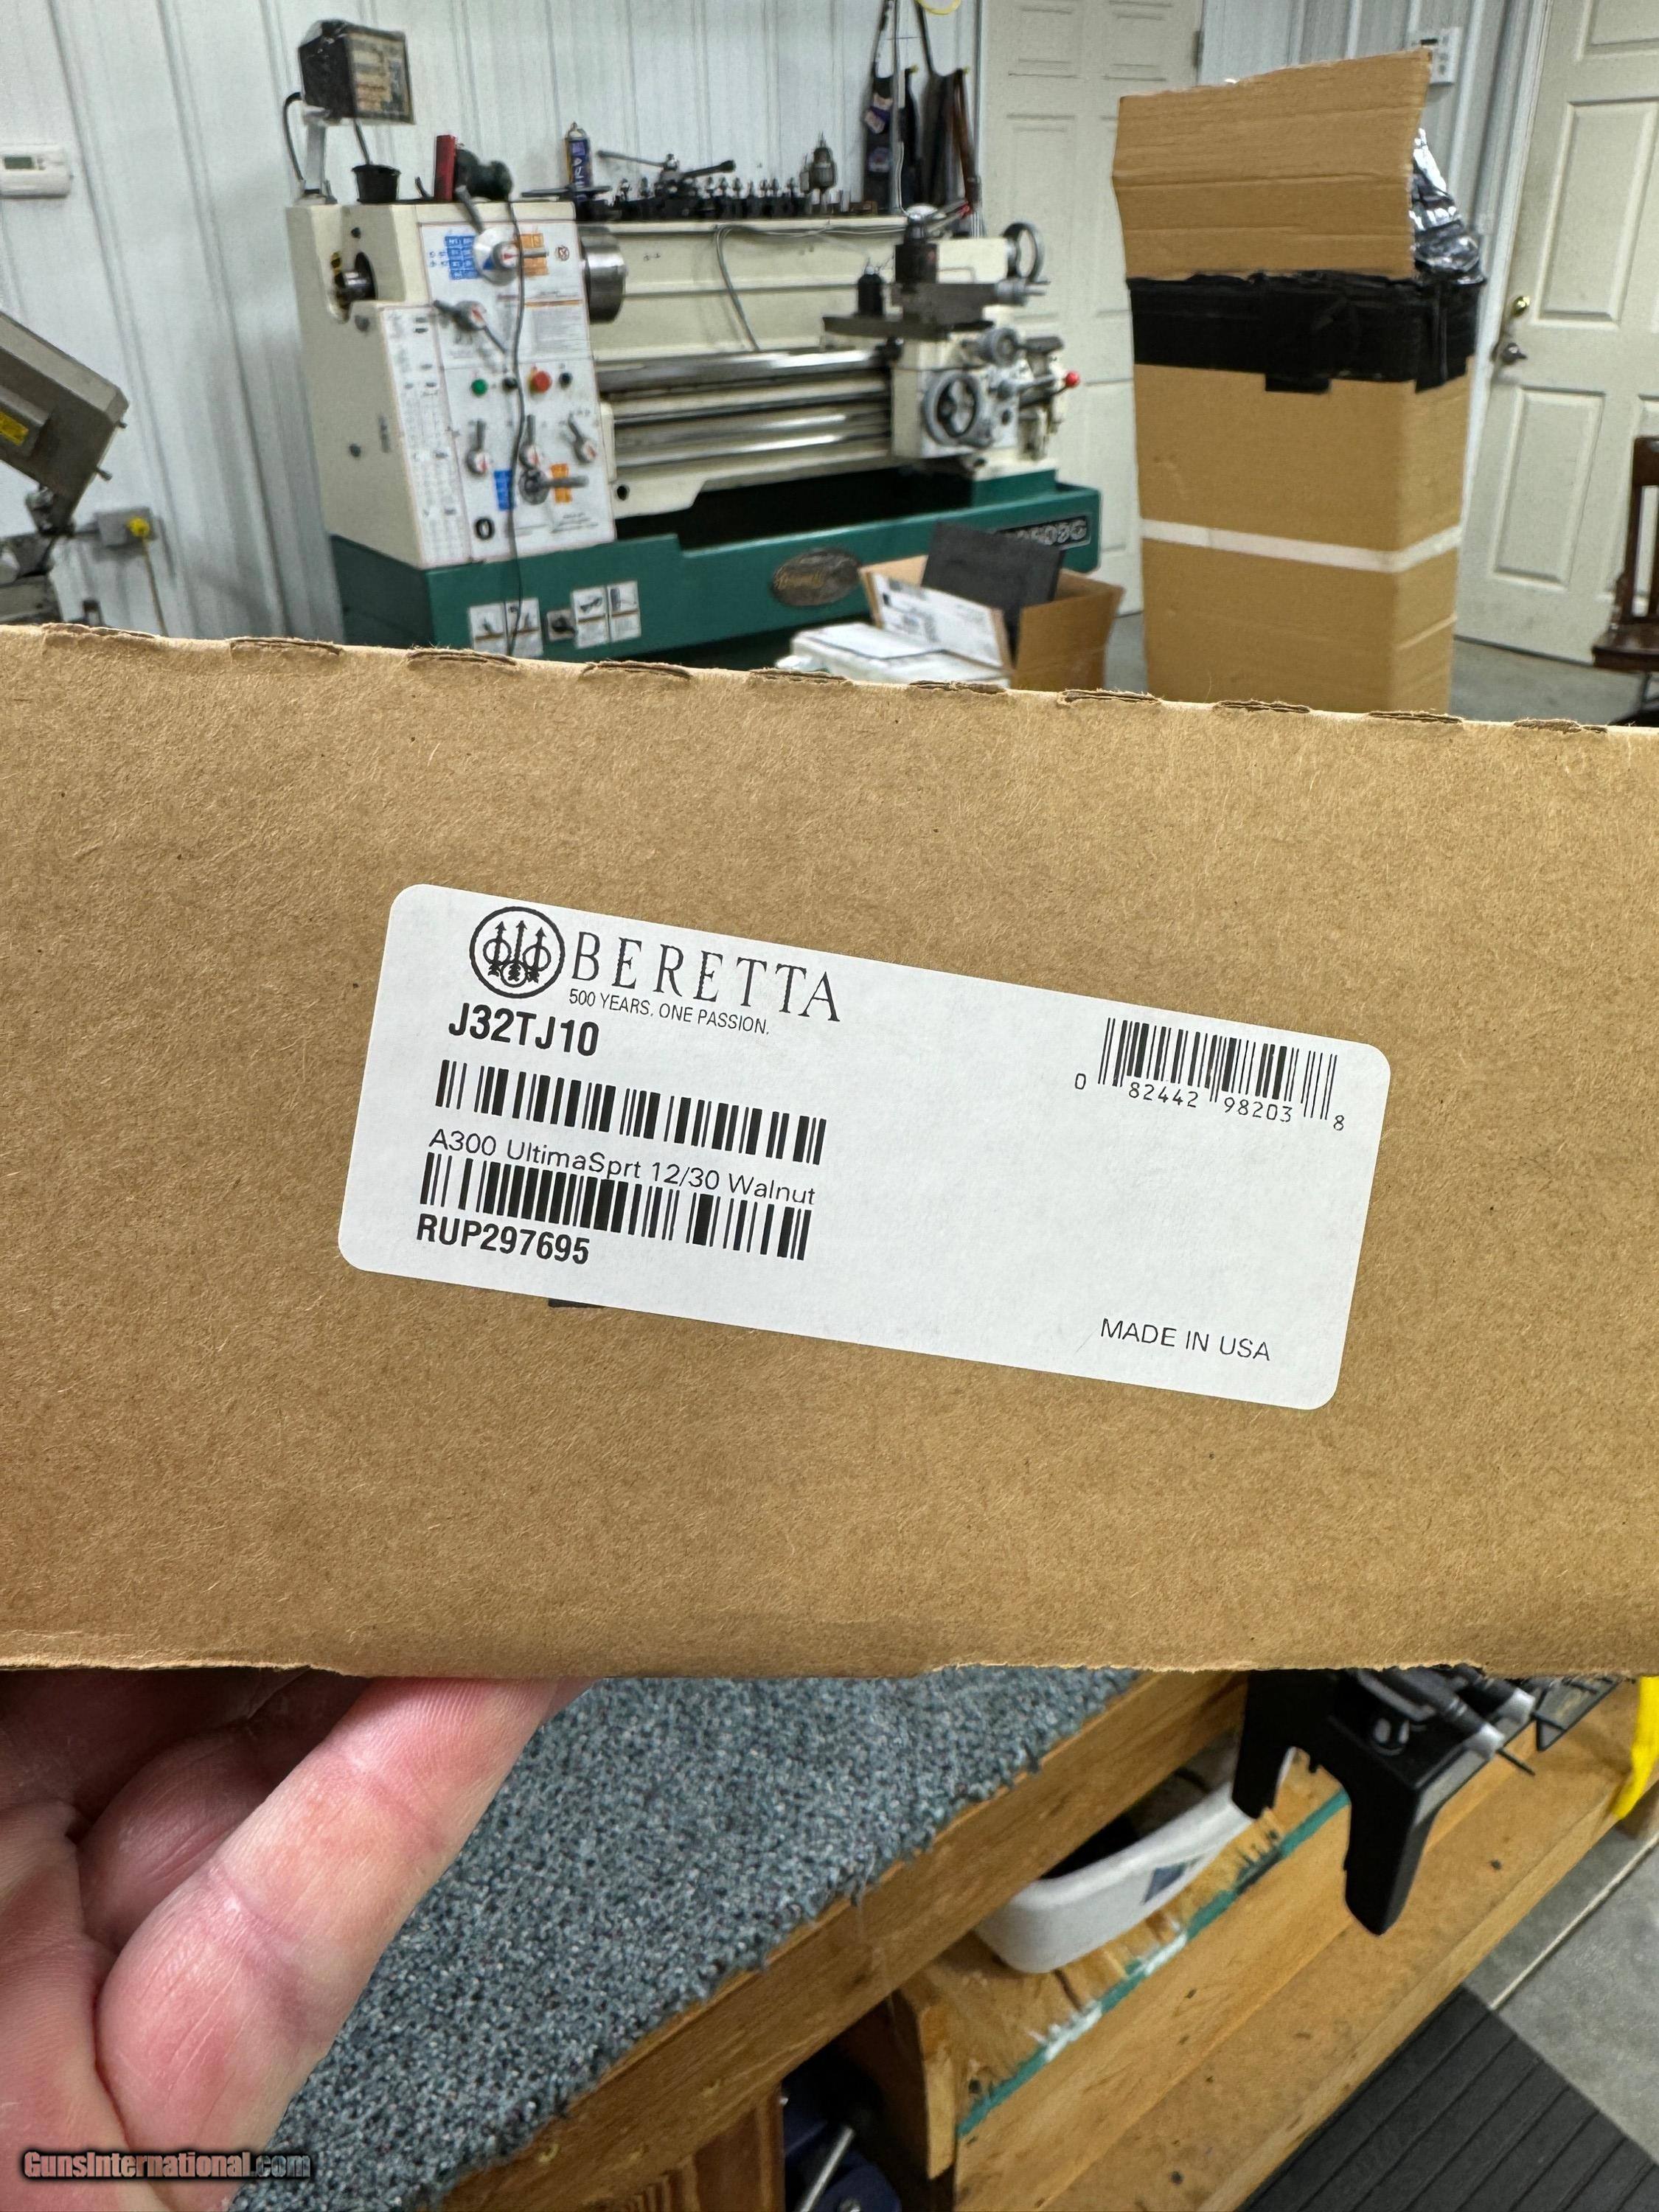 BERETTA
500 YEARS. ONE PASSION.
J32TJ10
0 82442 98203 8
A300 UltimaSprt 12/30 Walnut
RUP297695
MADE IN USA
GunsInternational.com